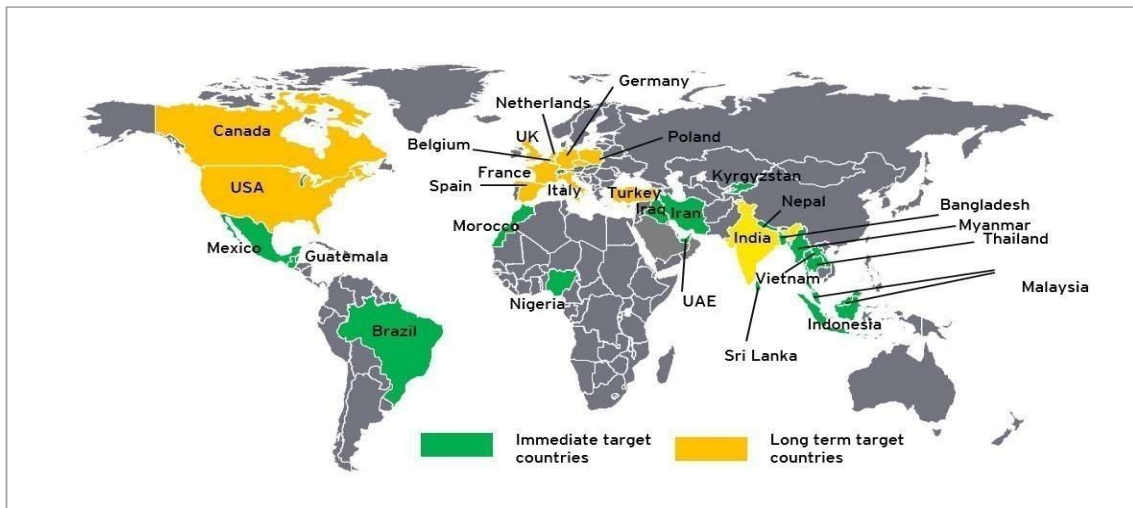 Germany
Netherlands
Canada
UK
Poland
Belgium
France
Kyrgyzstan
USA
Spain
Italy
Turkey
Nepal
Bangladesh
Iraq
Iran
Morocco
Myanmar
India
Thailand
Mexico
Guatemala
Vietnam
Nigeria
UAE
Malaysia
Brazil
Indonesia
Sri Lanka
Immediate target
countries
Long term target
countries